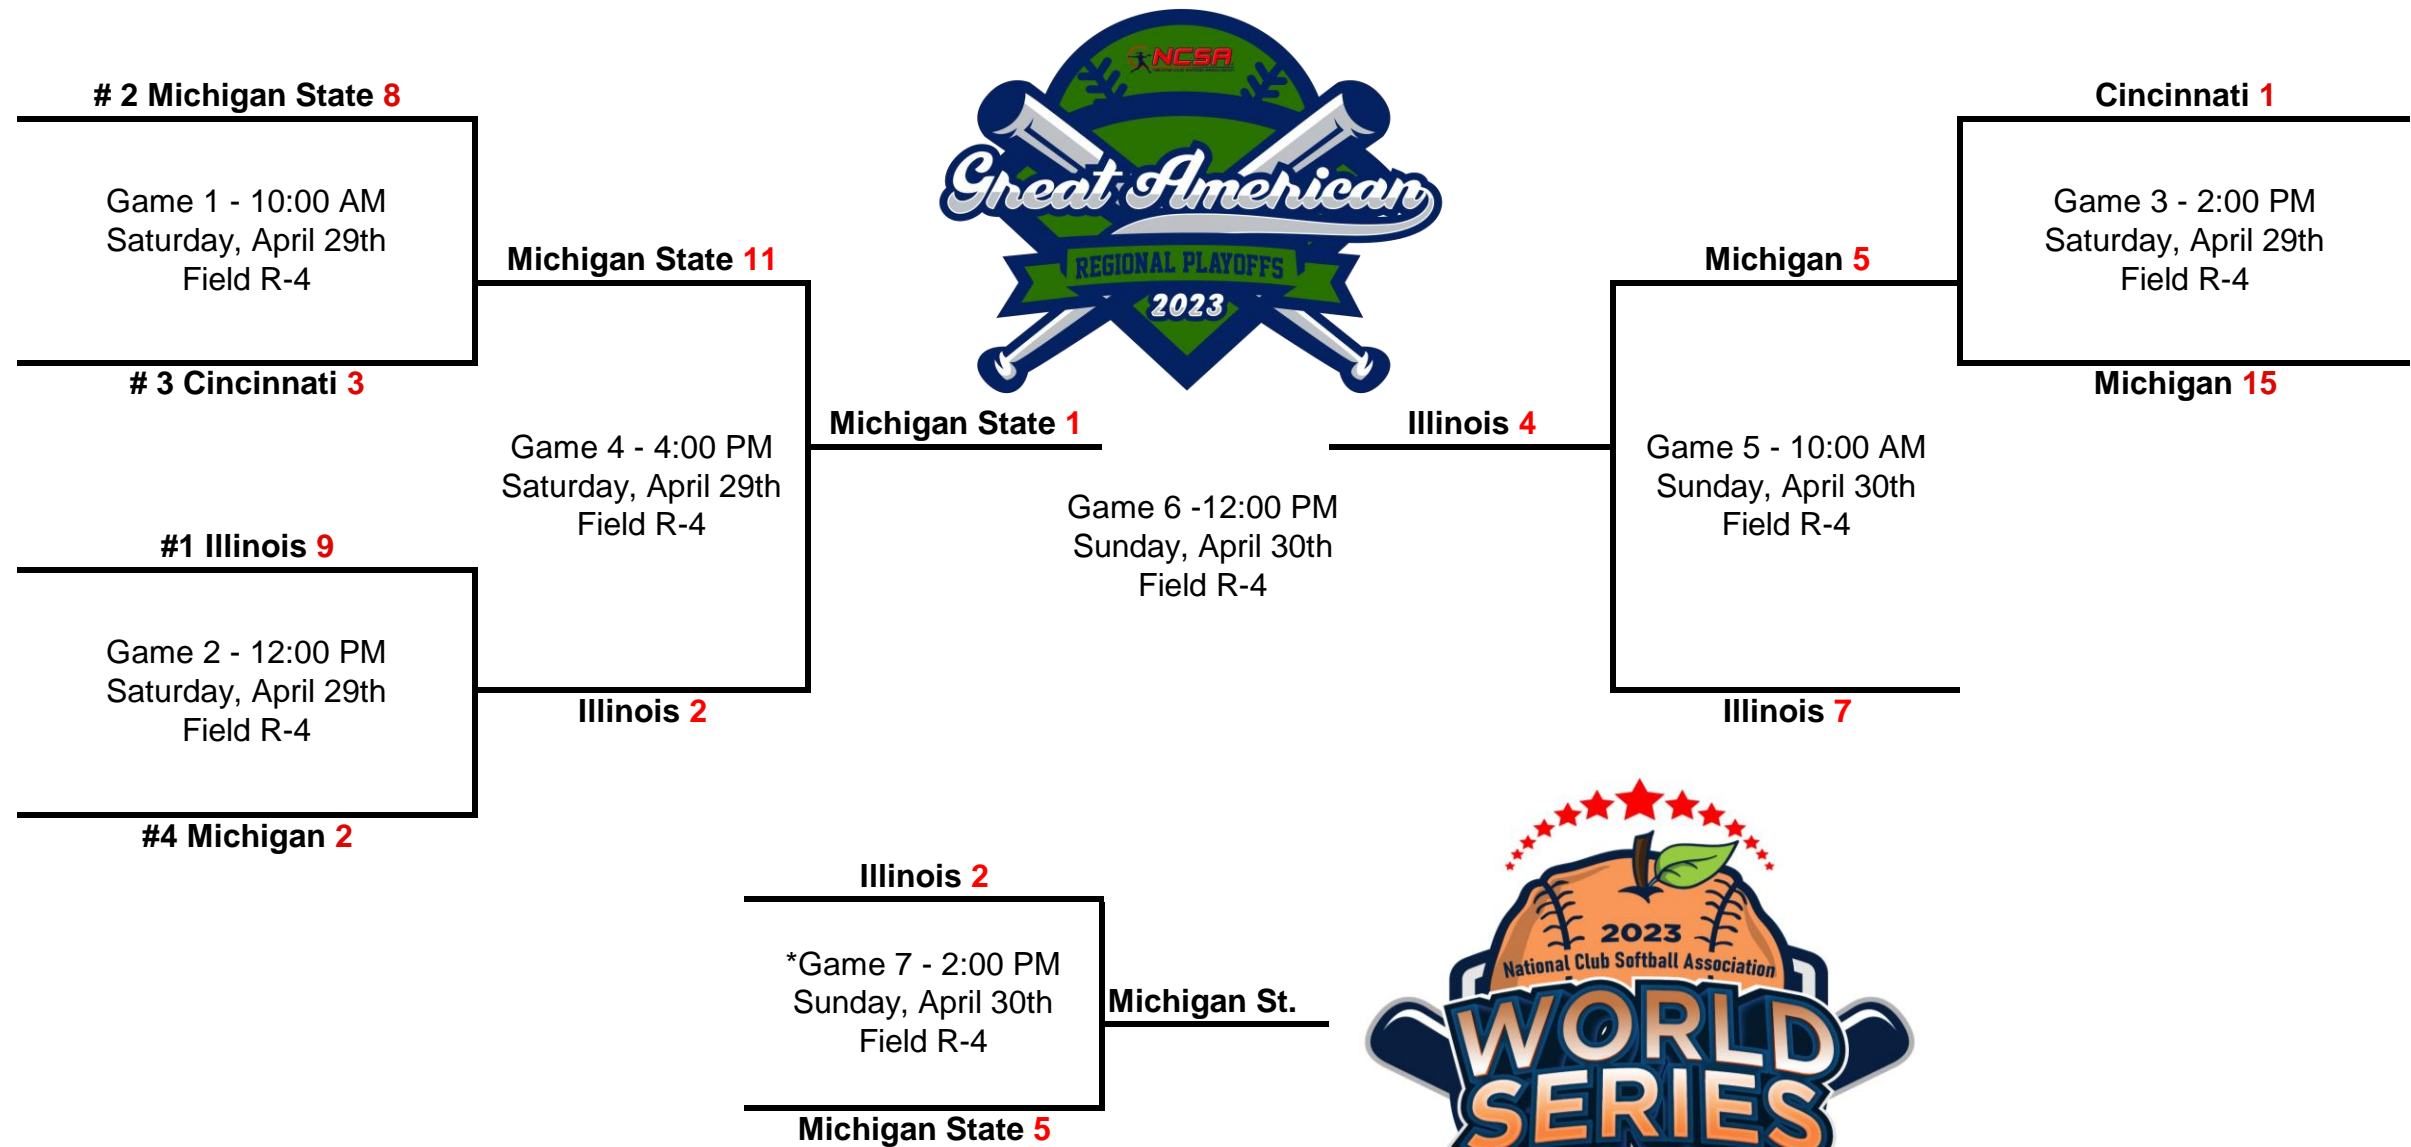 # 2 Michigan State 8
Game 1 - 10:00 AM
Saturday, April 29th
Field R-4
# 3 Cincinnati 3
Michigan State 11
Game 4 - 4:00 PM
Saturday, April 29th
Field R-4
#1 Illinois 9
Game 2 - 12:00 PM
Saturday, April 29th
Field R-4
#4 Michigan 2
Illinois 2
Michigan State 1
NCSA
Great American
REGIONAL PLAYOFFS
2023
Game 6 -12:00 PM
Sunday, April 30th
Field R-4
Illinois 4
Michigan 5
Game 5 - 10:00 AM
Sunday, April 30th
Field R-4
Illinois 7
Cincinnati 1
Game 3 - 2:00 PM
Saturday, April 29th
Field R-4
Michigan 15
Illinois 2
*Game 7 - 2:00 PM
Sunday, April 30th
Field R-4
Michigan State 5
Michigan St.
2023
National Club Softball Association
WORLD
SERIES